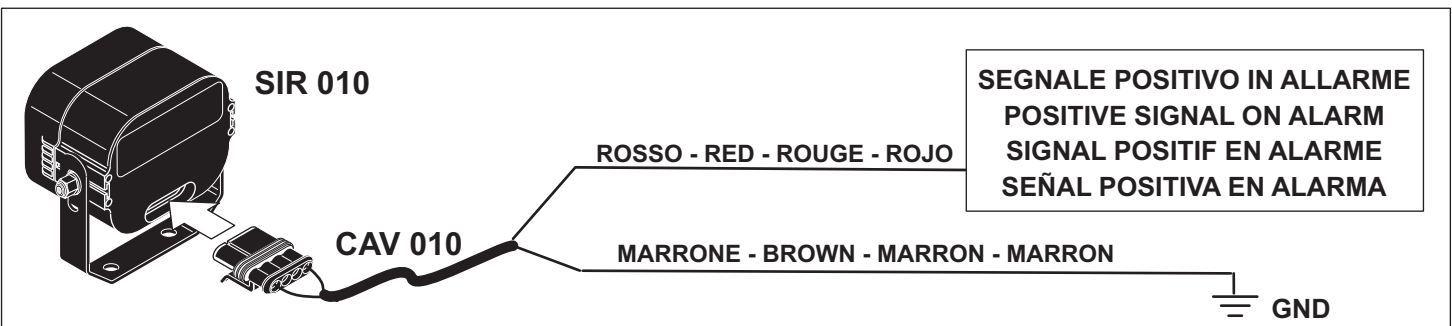 SIR 010
SEGNALE POSITIVO IN ALLARME
POSITIVE SIGNAL ON ALARM
SIGNAL POSITIF EN ALARME
SEÑAL POSITIVA EN ALARMA
ROSSO - RED - ROUGE - ROJO
CAV 010
MARRONE - BROWN - MARRON - MARRON
GND